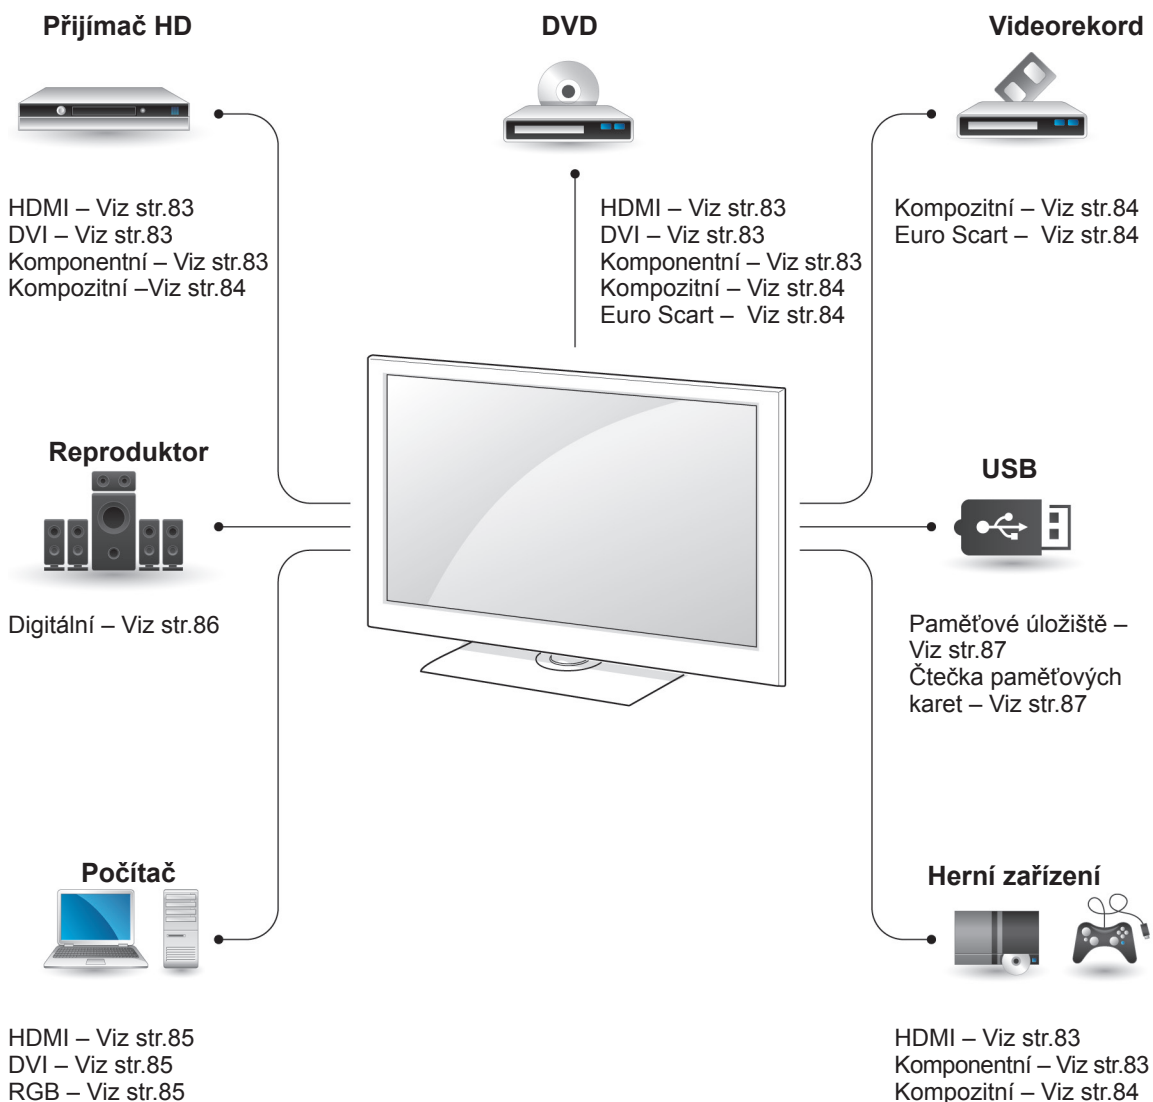 Přijímač HD
DVD
Videorekord
HDMI – Viz str.83
DVI – Viz str.83
Komponentní – Viz str.83
Kompozitní –Viz str.84
HDMI – Viz str.83
DVI – Viz str.83
Komponentní – Viz str.83
Kompozitní – Viz str.84
Euro Scart –  Viz str.84
Kompozitní – Viz str.84
Euro Scart –  Viz str.84
Reproduktor
USB
Digitální – Viz str.86
Paměťové úložiště –
Viz str.87
Čtečka paměťových
karet – Viz str.87
Počítač
Herní zařízení
HDMI – Viz str.85
DVI – Viz str.85
RGB – Viz str.85
HDMI – Viz str.83
Komponentní – Viz str.83
Kompozitní – Viz str.84